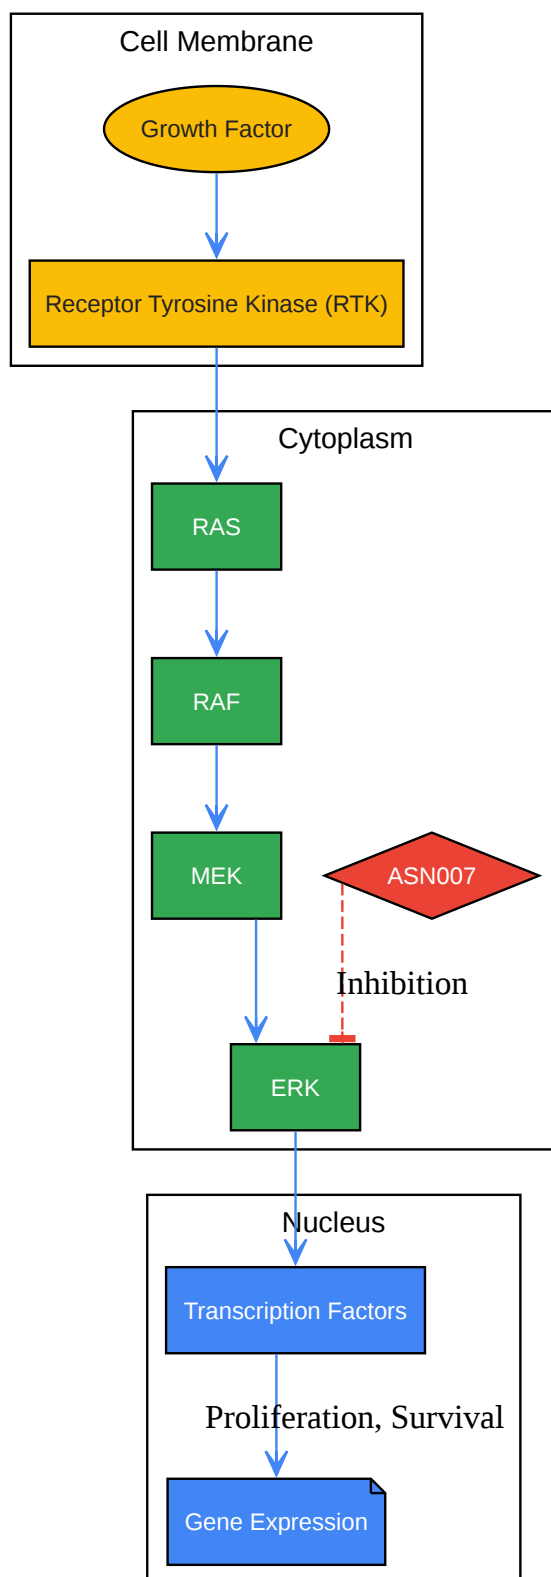 Cell Membrane
Growth Factor
Receptor Tyrosine Kinase (RTK)
Cytoplasm
RAS
RAF
MEK
ASN007
Inhibition
ERK
Nucleus
Transcription Factors
Proliferation, Survival
Gene Expression